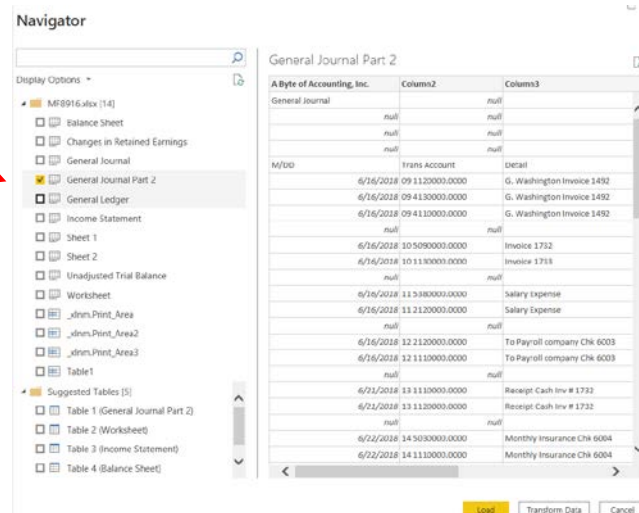 Navigator
Display Options
MF8916.xlsx [14]
Balance Sheet
Changes in Retained Earnings
General Journal
General Journal Part 2
General Ledger
Income Statement
Sheet 1
Sheet 2
Unadjusted Trial Balance
Worksheet
_xlnm.Print_Area
_xlnm.Print_Area2
_xlnm.Print_Area3
Table1
Suggested Tables [5]
Table 1 (General Journal Part 2)
Table 2 (Worksheet)
Table 3 (Income Statement)
Table 4 (Balance Sheet)
General Journal Part 2
A Byte of Accounting, Inc. Column2 Column3
General Journal null
null null
null null
null null
M/DD Trans Account Detail
6/16/2018 09 1120000.0000 G. Washington Invoice 1492
6/16/2018 09 4130000.0000 G. Washington Invoice 1492
6/16/2018 09 4110000.0000 G. Washington Invoice 1492
null null
6/16/2018 10 5090000.0000 Invoice 1732
6/16/2018 10 1130000.0000 Invoice 1733
null null
6/16/2018 11 5380000.0000 Salary Expense
6/16/2018 11 2120000.0000 Salary Expense
null null
6/16/2018 12 2120000.0000 To Payroll company Chk 6003
6/16/2018 12 1110000.0000 To Payroll company Chk 6003
null null
6/21/2018 13 1110000.0000 Receipt Cash Inv # 1732
6/21/2018 13 1120000.0000 Receipt Cash Inv # 1732
null null
6/22/2018 14 5030000.0000 Monthly Insurance Chk 6004
6/22/2018 14 1110000.0000 Monthly Insurance Chk 6004
Load Transform Data Cancel